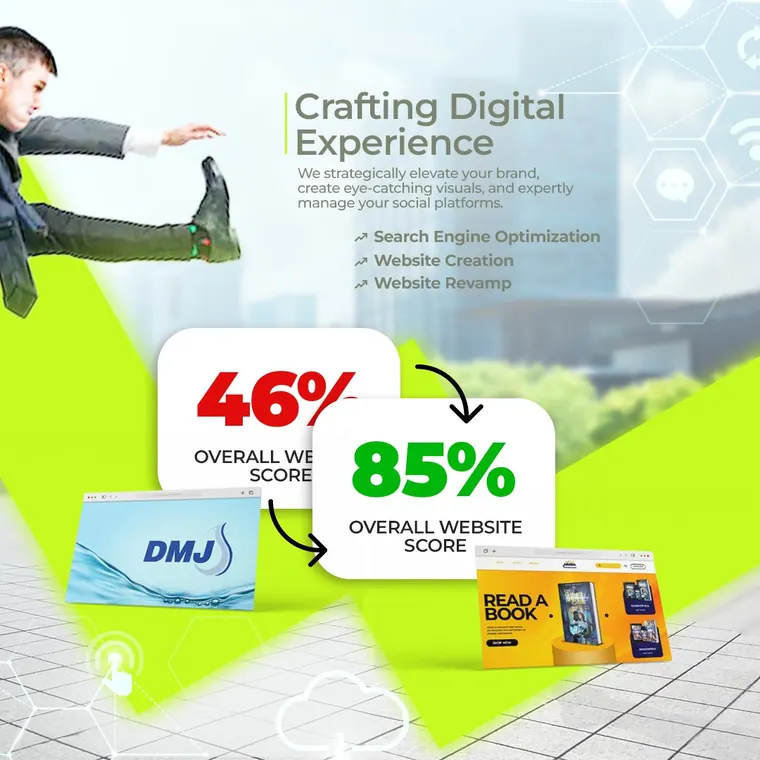 Crafting Digital
Experience
We strategically elevate your brand,
create eye-catching visuals, and expertly
manage your social platforms.
Search Engine Optimization
Website Creation
Website Revamp
46%
OVERALL WE
SCORE
85%
OVERALL WEBSITE
SCORE
DMJ
READ A
BOOK
SHOP NOW